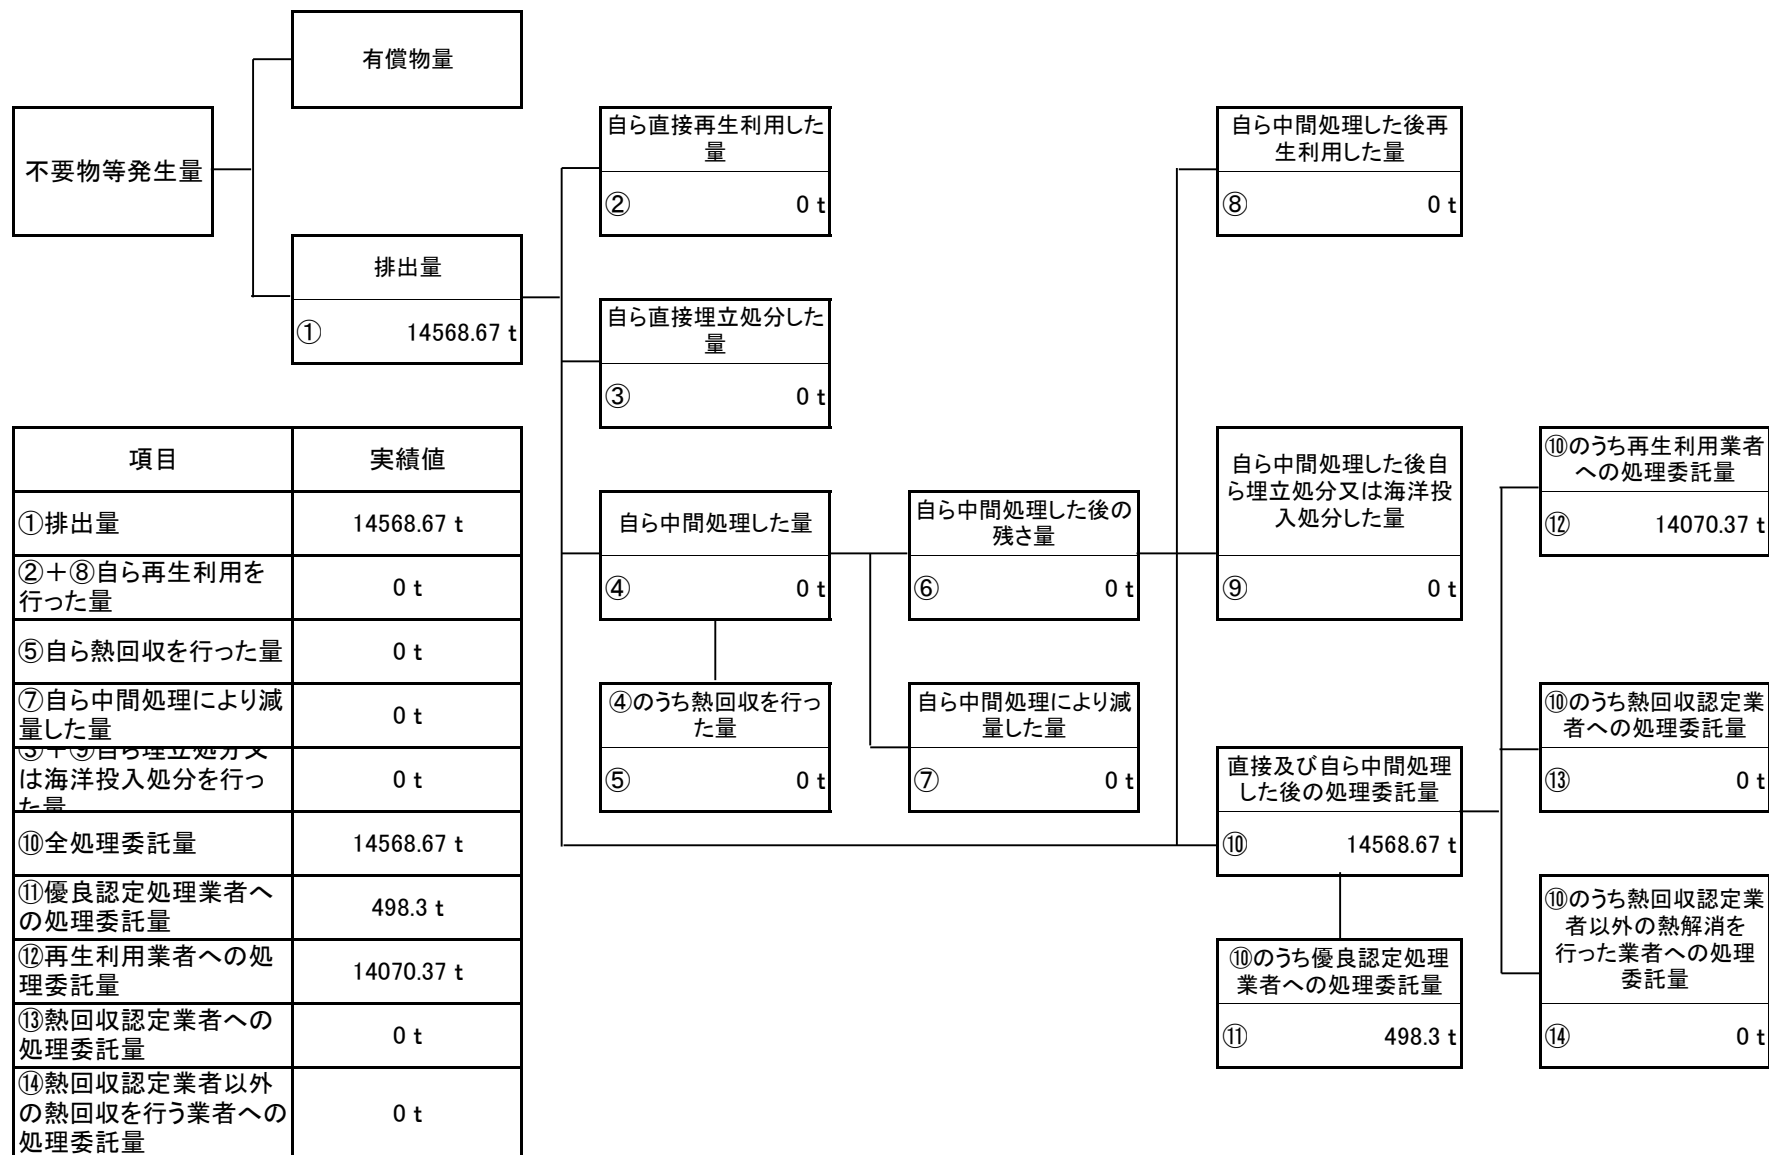 有償物量
不要物等発生量
排出量
①
14568.67 t
自ら直接再生利用した
量
②
0 t
自ら直接埋立処分した
量
③
0 t
自ら中間処理した量
④
0 t
④のうち熱回収を行っ
た量
⑤
0 t
自ら中間処理した後の
残さ量
⑥
0 t
自ら中間処理により減
量した量
⑦
0 t
自ら中間処理した後再
生利用した量
⑧
0 t
自ら中間処理した後自
ら埋立処分又は海洋投
入処分した量
⑨
0 t
直接及び自ら中間処理
した後の処理委託量
⑩
14568.67 t
⑩のうち優良認定処理
業者への処理委託量
⑪
498.3 t
⑩のうち再生利用業者
への処理委託量
⑫
14070.37 t
⑩のうち熱回収認定業
者への処理委託量
⑬
0 t
⑩のうち熱回収認定業
者以外の熱解消を
行った業者への処理
委託量
⑭
0 t
項目
実績値
①排出量
14568.67 t
②＋⑧自ら再生利用を
行った量
0 t
⑤自ら熱回収を行った量
0 t
⑦自ら中間処理により減
量した量
0 t
③＋⑨自ら埋立処分又
は海洋投入処分を行っ
た量
0 t
⑩全処理委託量
14568.67 t
⑪優良認定処理業者へ
の処理委託量
498.3 t
⑫再生利用業者への処
理委託量
14070.37 t
⑬熱回収認定業者への
処理委託量
0 t
⑭熱回収認定業者以外
の熱回収を行う業者への
処理委託量
0 t